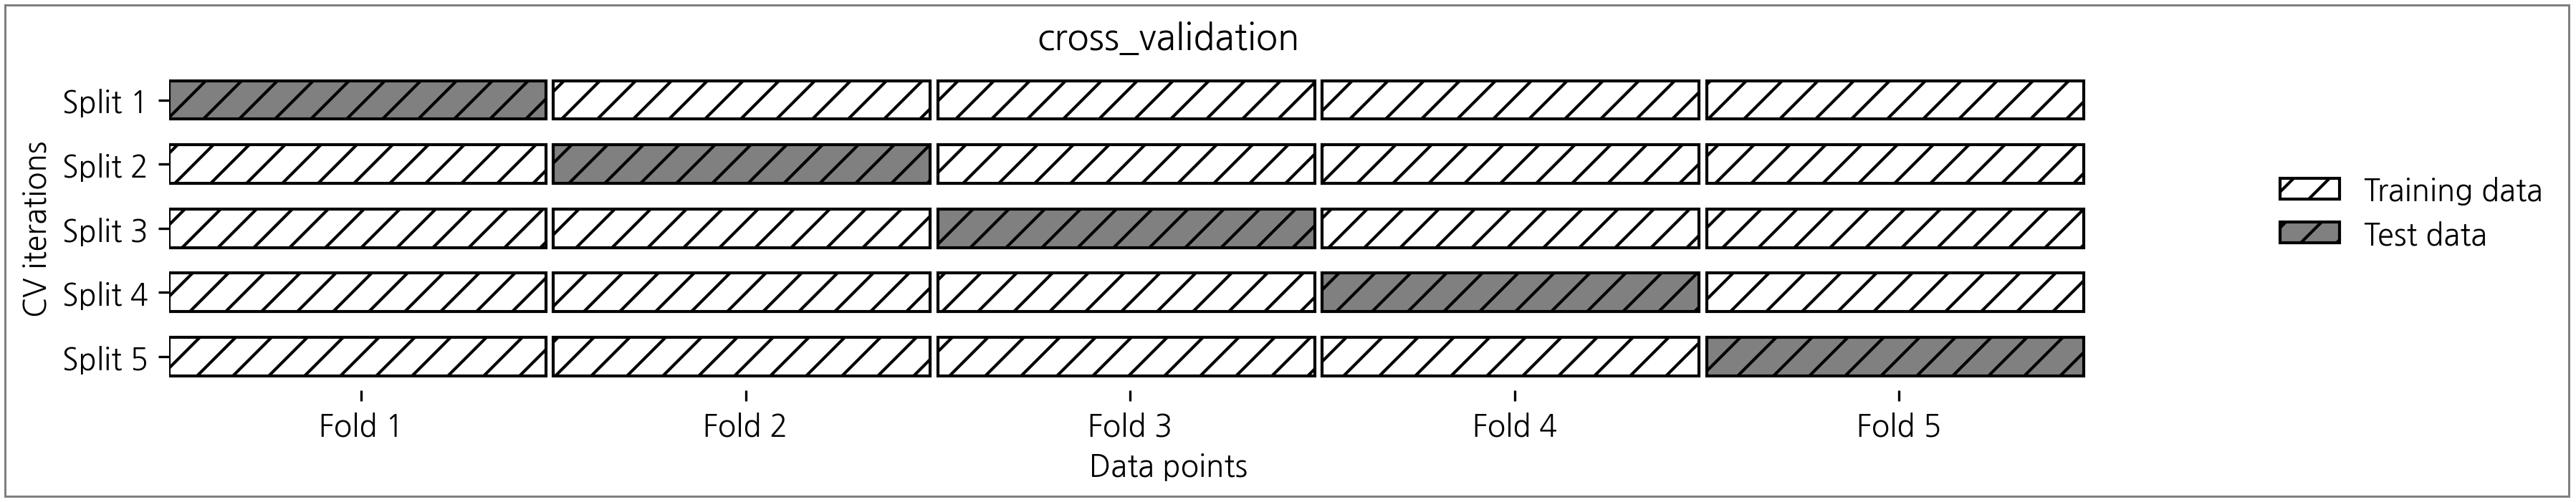 cross_validation
Split 1
Split 2
Split 3
Split 4
Split 5
CV iterations
Fold 1
Fold 2
Fold 3
Fold 4
Fold 5
Data points
Training data
Test data